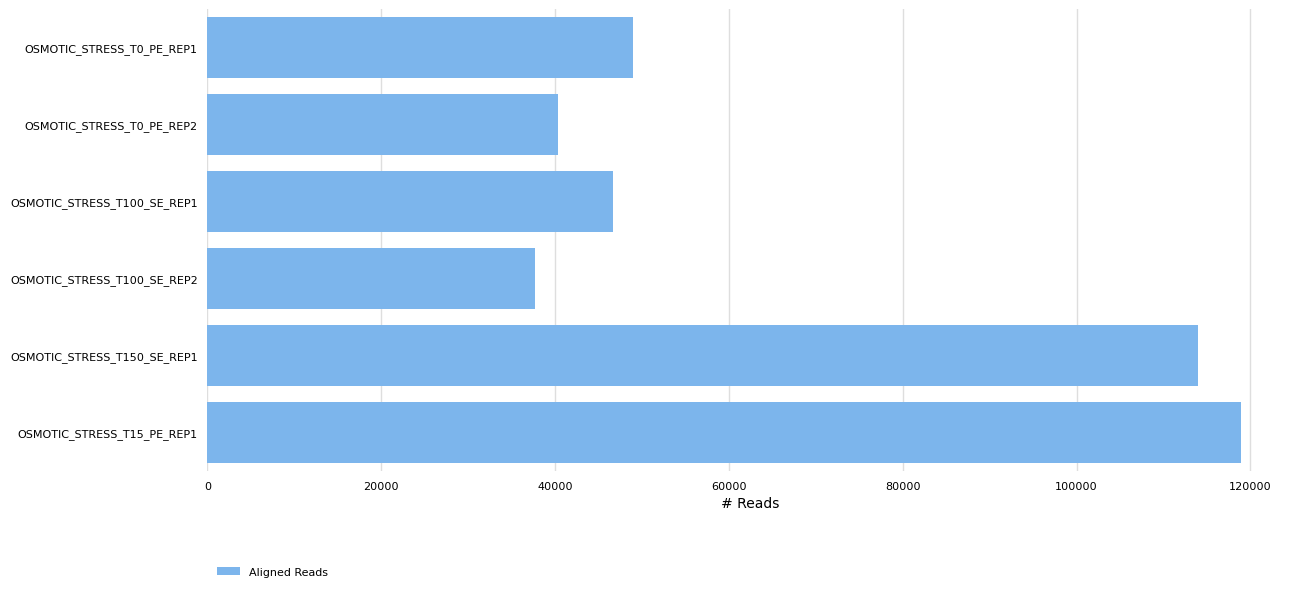 OSMOTIC_STRESS_T0_PE_REP1
OSMOTIC_STRESS_T0_PE_REP2
OSMOTIC_STRESS_T100_SE_REP1
OSMOTIC_STRESS_T100_SE_REP2
OSMOTIC_STRESS_T150_SE_REP1
OSMOTIC_STRESS_T15_PE_REP1
0 20000 40000 60000 80000 100000 120000
# Reads
Aligned Reads